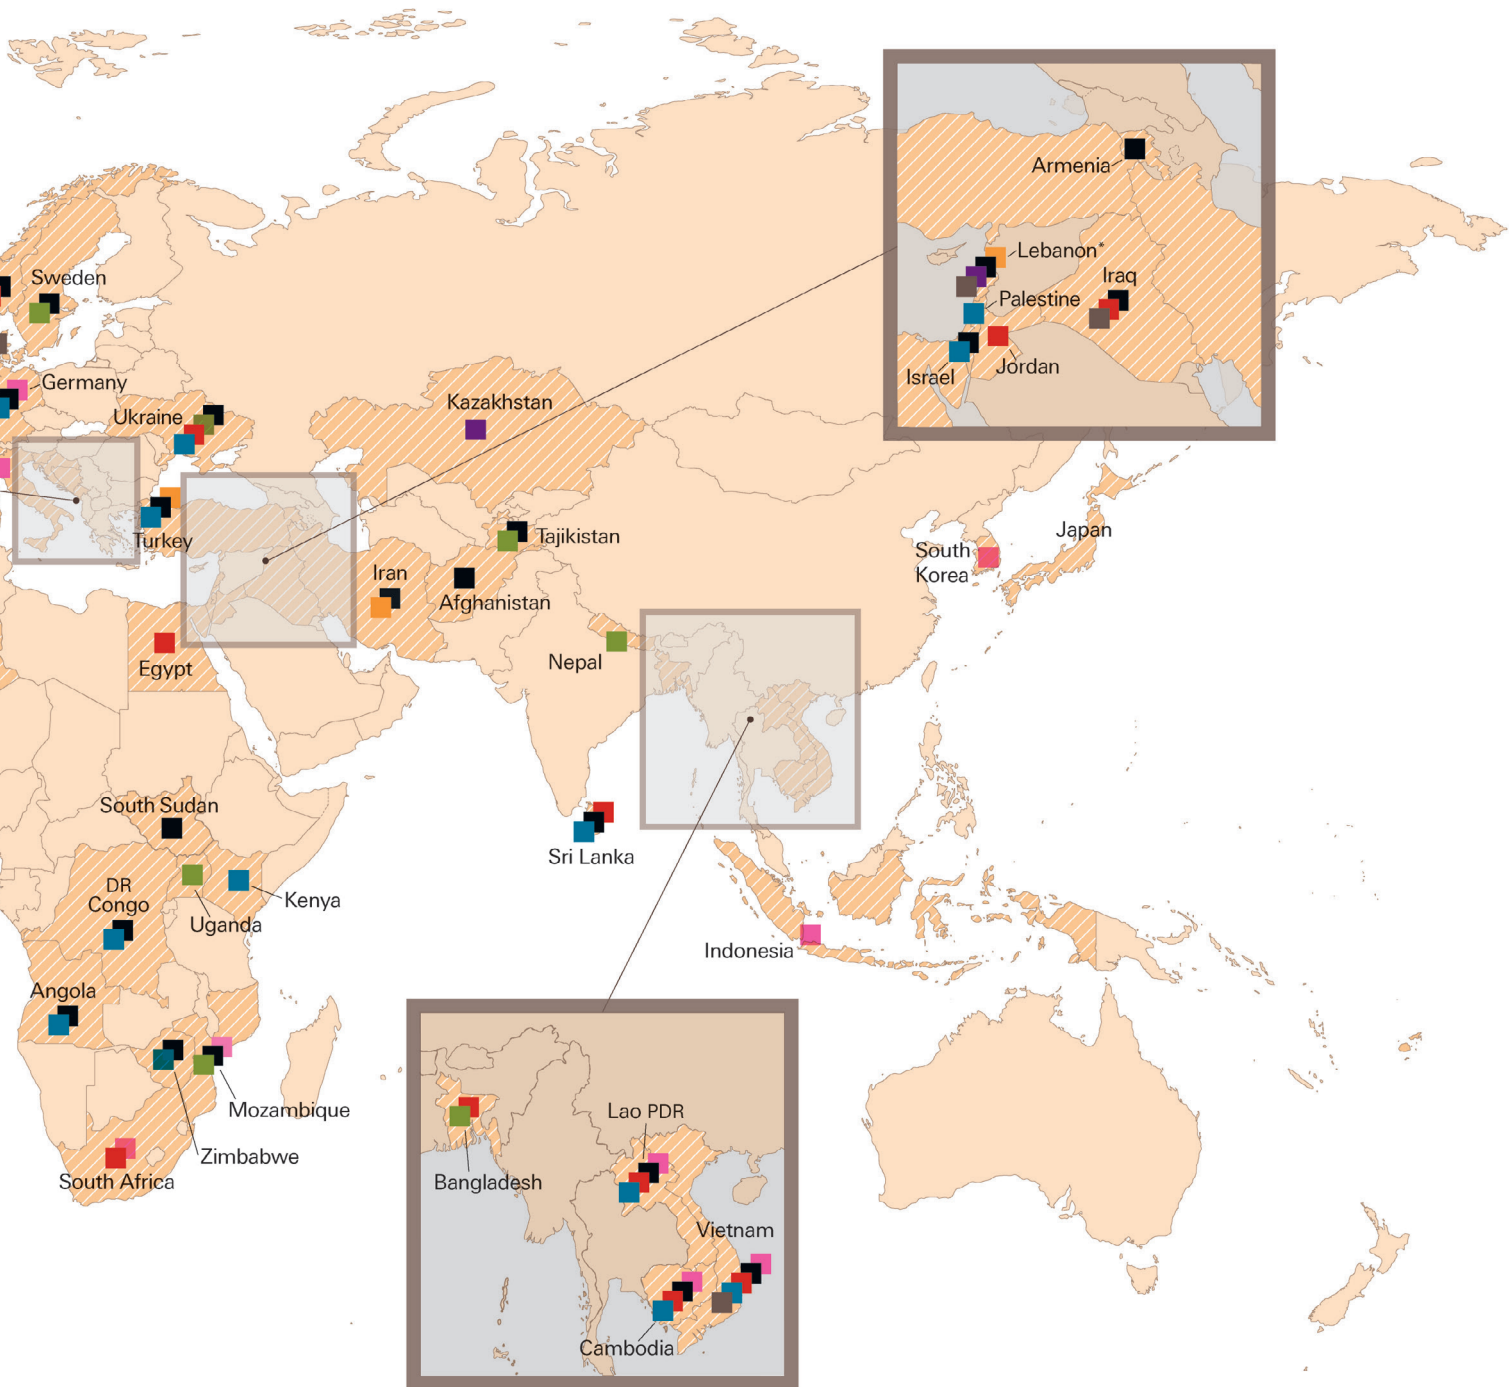 Armenia
Lebanon*
Iraq
Palestine
Jordan
Israel
Sweden
Germany
Ukraine
Kazakhstan
Turkey
Tajikistan
Iran
Afghanistan
Japan
South
Korea
Egypt
Nepal
South Sudan
Sri Lanka
DR
Congo
Kenya
Uganda
Indonesia
Angola
Mozambique
Zimbabwe
South Africa
Lao PDR
Bangladesh
Vietnam
Cambodia